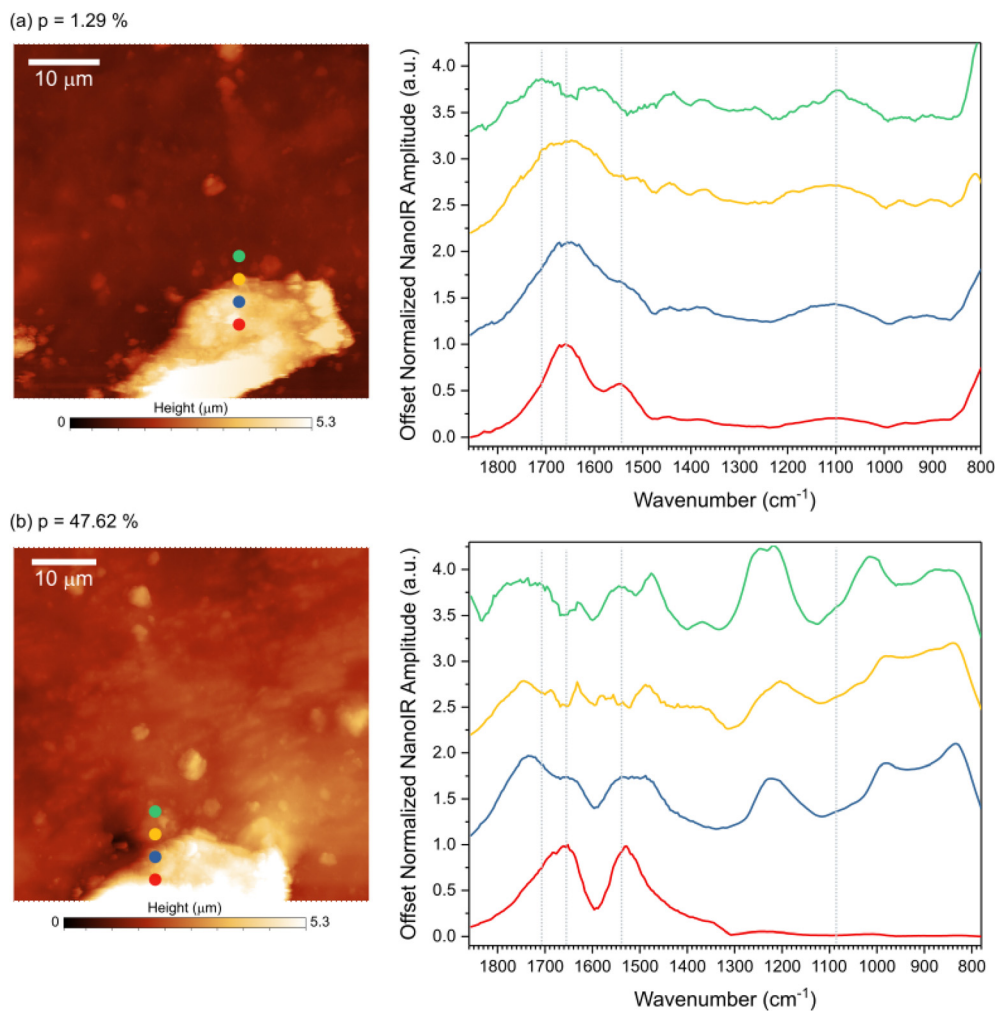 (a) p = 1.29 %
10 μm
Height (μm)
0 5.3
Offset Normalized NanoIR Amplitude (a.u.)
4.0
3.5
3.0
2.5
2.0
1.5
1.0
0.5
0.0
1800 1700 1600 1500 1400 1300 1200 1100 1000 900 800
Wavenumber (cm⁻¹)
(b) p = 47.62 %
10 μm
Height (μm)
0 5.3
Offset Normalized NanoIR Amplitude (a.u.)
4.0
3.5
3.0
2.5
2.0
1.5
1.0
0.5
0.0
1800 1700 1600 1500 1400 1300 1200 1100 1000 900 800
Wavenumber (cm⁻¹)